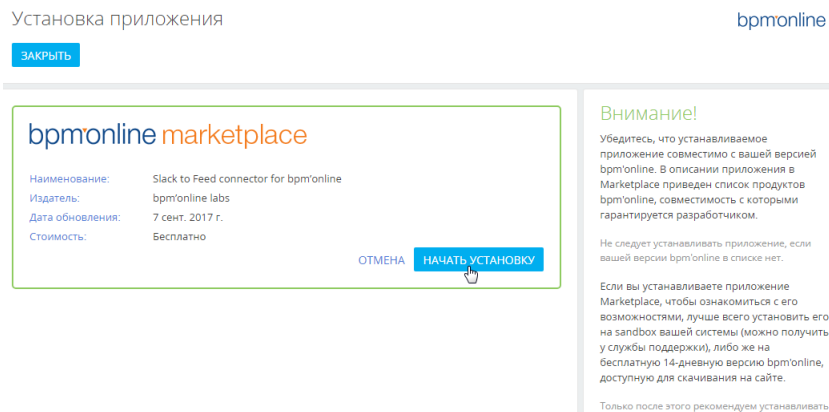 Установка приложения
bpm'online
ЗАКРЫТЬ
bpm'online marketplace
Наименование: Slack to Feed connector for bpm'online
Издатель: bpm'online labs
Дата обновления: 7 сент. 2017 г.
Стоимость: Бесплатно
ОТМЕНА НАЧАТЬ УСТАНОВКУ
Внимание!
Убедитесь, что устанавливаемое
приложение совместимо с вашей версией
bpm'online. В описании приложения в
Marketplace приведен список продуктов
bpm'online, совместимость с которыми
гарантируется разработчиком.
Не следует устанавливать приложение, если
вашей версии bpm'online в списке нет.
Если вы устанавливаете приложение
Marketplace, чтобы ознакомиться с его
возможностями, лучше всего установить его
на sandbox вашей системы (можно получить
у службы поддержки), либо же на
бесплатную 14-дневную версию bpm'online,
доступную для скачивания на сайте.
Только после этого рекомендуем устанавливать